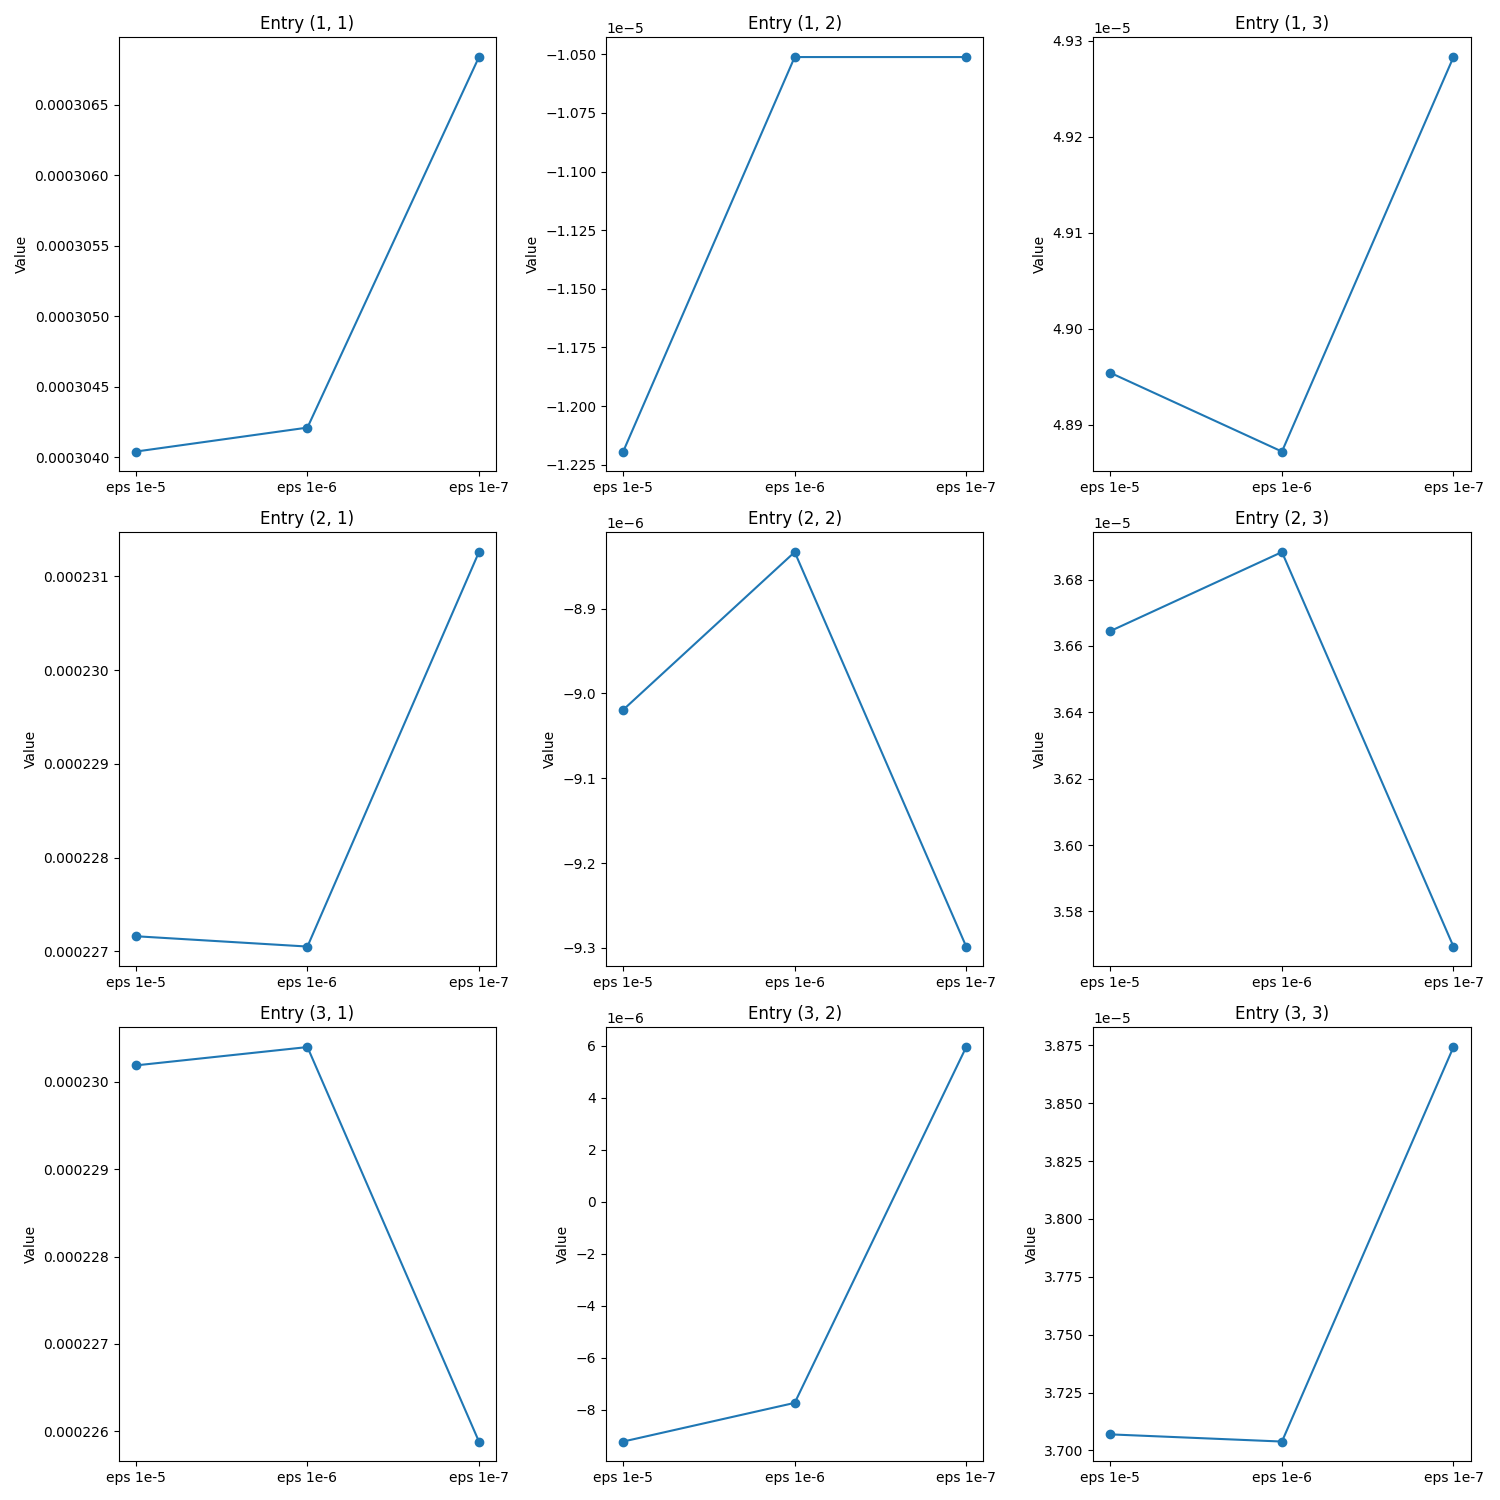 Entry (1, 1)
Value
0.0003065
0.0003060
0.0003055
0.0003050
0.0003045
0.0003040
eps 1e-5 eps 1e-6 eps 1e-7
Entry (1, 2)
1e−5
Value
−1.050
−1.075
−1.100
−1.125
−1.150
−1.175
−1.200
−1.225
eps 1e-5 eps 1e-6 eps 1e-7
Entry (1, 3)
1e−5
Value
4.93
4.92
4.91
4.90
4.89
eps 1e-5 eps 1e-6 eps 1e-7
Entry (2, 1)
Value
0.000231
0.000230
0.000229
0.000228
0.000227
eps 1e-5 eps 1e-6 eps 1e-7
Entry (2, 2)
1e−6
Value
−8.9
−9.0
−9.1
−9.2
−9.3
eps 1e-5 eps 1e-6 eps 1e-7
Entry (2, 3)
1e−5
Value
3.68
3.66
3.64
3.62
3.60
3.58
eps 1e-5 eps 1e-6 eps 1e-7
Entry (3, 1)
Value
0.000230
0.000229
0.000228
0.000227
0.000226
eps 1e-5 eps 1e-6 eps 1e-7
Entry (3, 2)
1e−6
Value
6
4
2
0
−2
−4
−6
−8
eps 1e-5 eps 1e-6 eps 1e-7
Entry (3, 3)
1e−5
Value
3.875
3.850
3.825
3.800
3.775
3.750
3.725
3.700
eps 1e-5 eps 1e-6 eps 1e-7